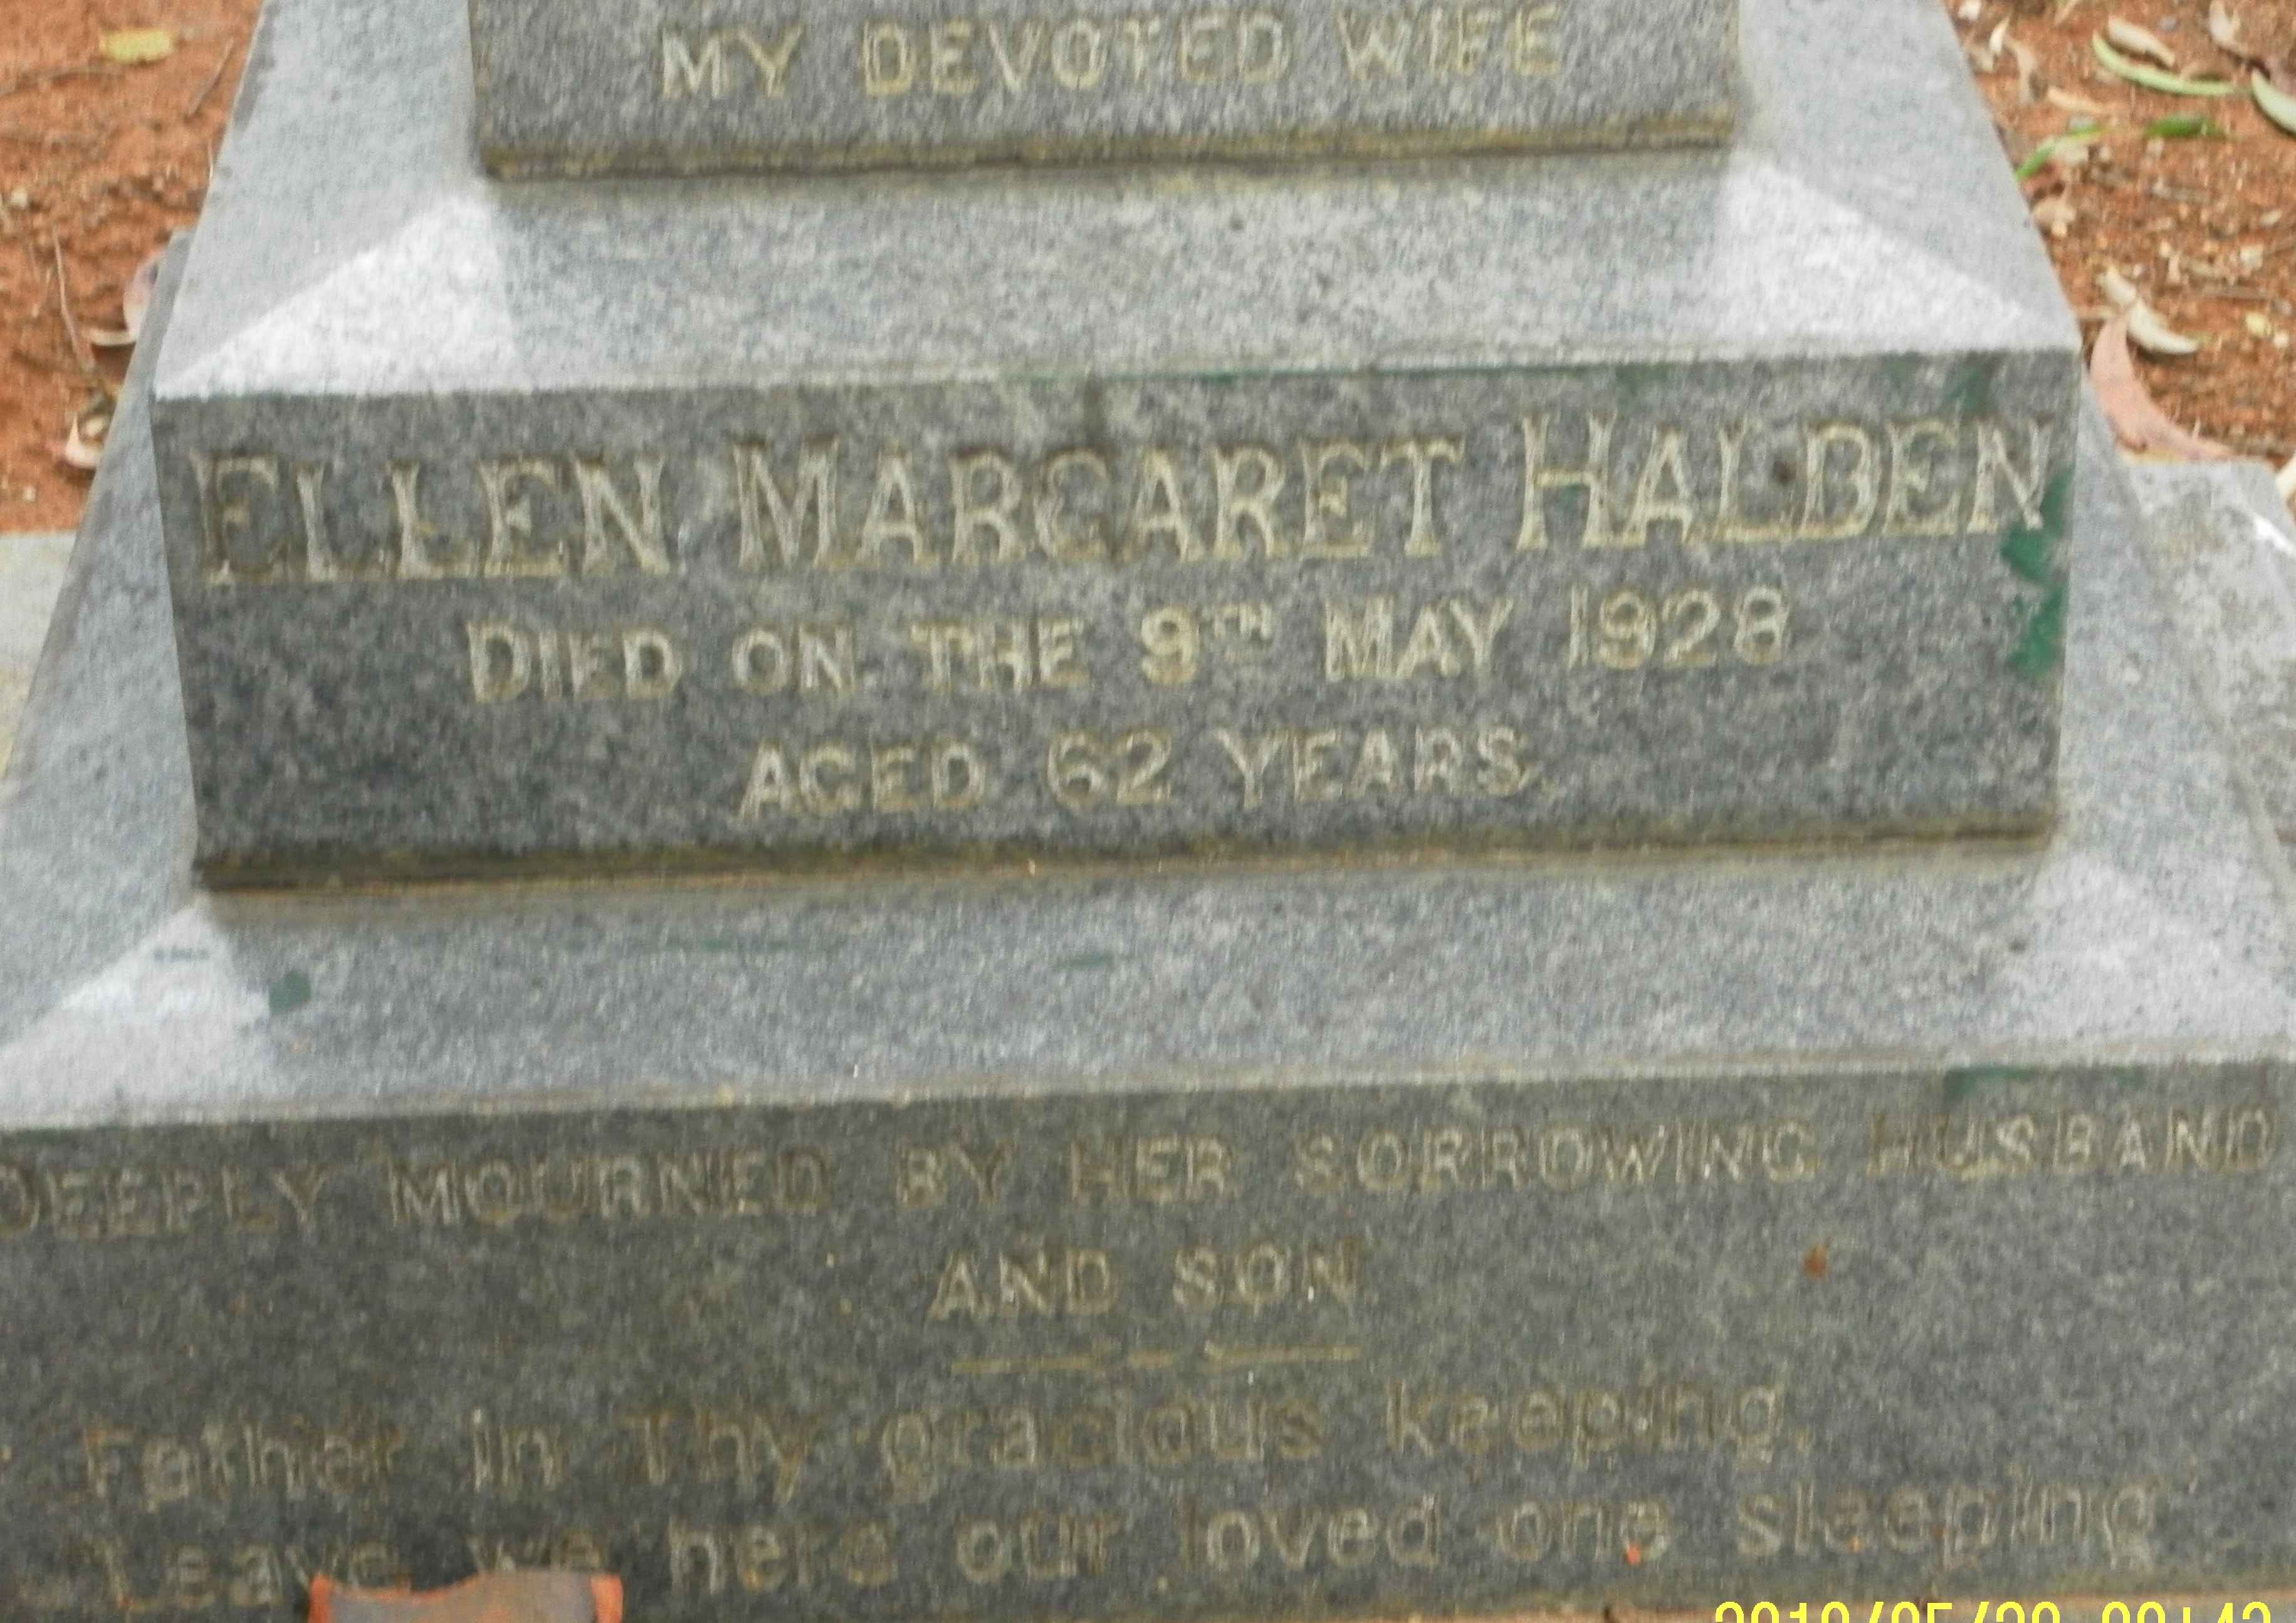 MY DEVOTED WIFE
ELLEN MARGARET HALBEN
DIED ON THE 9TH MAY 1928
AGED 62 YEARS.
DEEPLY MOURNED BY HER SORROWING HUSBAND
AND SON
Father in Thy gracious keeping,
Leave we here our loved one sleeping